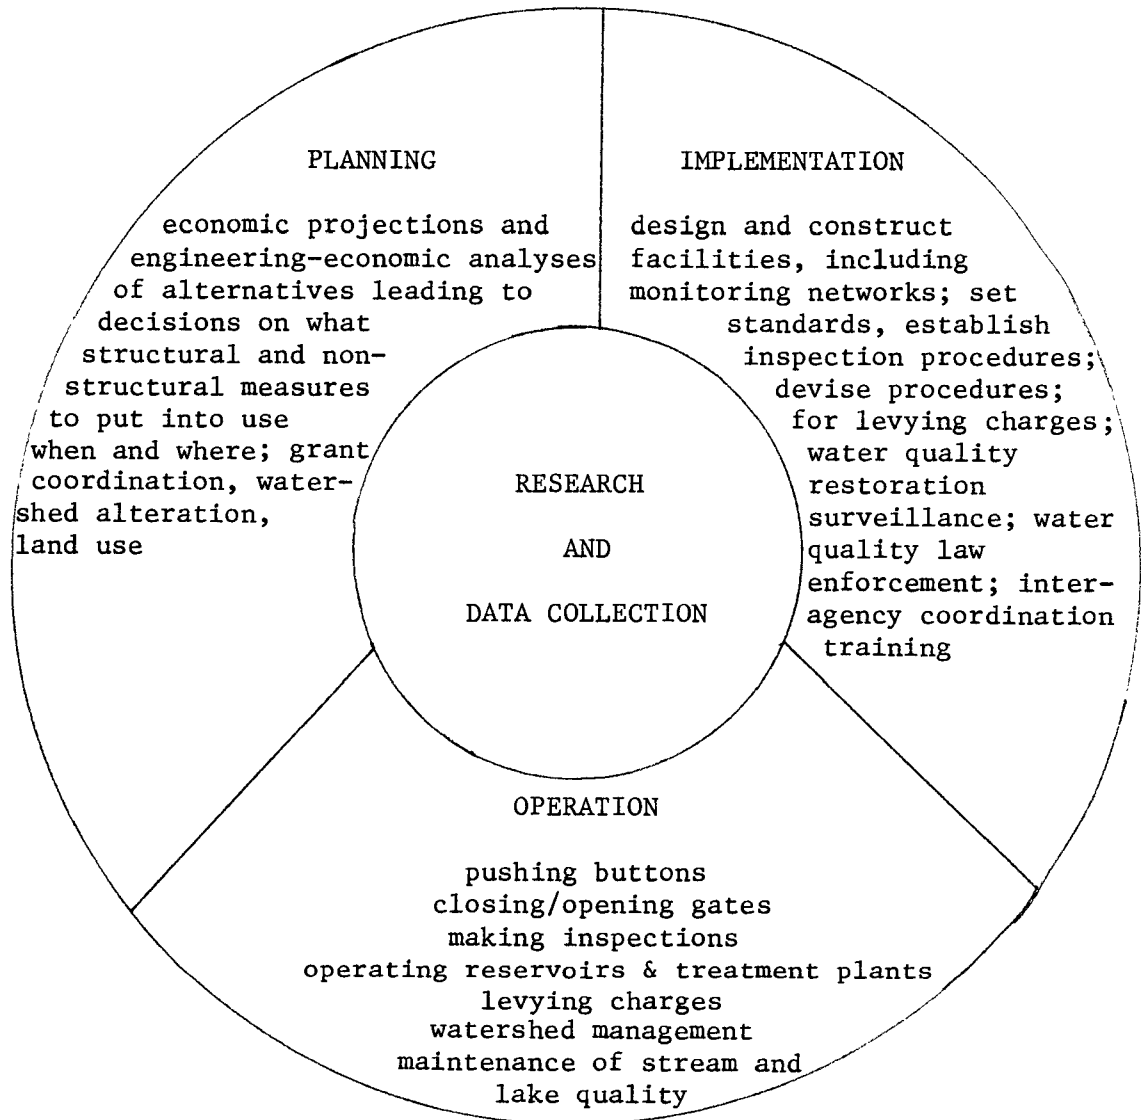 PLANNING
economic projections and
engineering-economic analyses
of alternatives leading to
decisions on what
structural and non-
structural measures
to put into use
when and where; grant
coordination, water-
shed alteration,
land use
IMPLEMENTATION
design and construct
facilities, including
monitoring networks; set
standards, establish
inspection procedures;
devise procedures;
for levying charges;
water quality
restoration
surveillance; water
quality law
enforcement; inter-
agency coordination
training
RESEARCH
AND
DATA COLLECTION
OPERATION
pushing buttons
closing/opening gates
making inspections
operating reservoirs & treatment plants
levying charges
watershed management
maintenance of stream and
lake quality